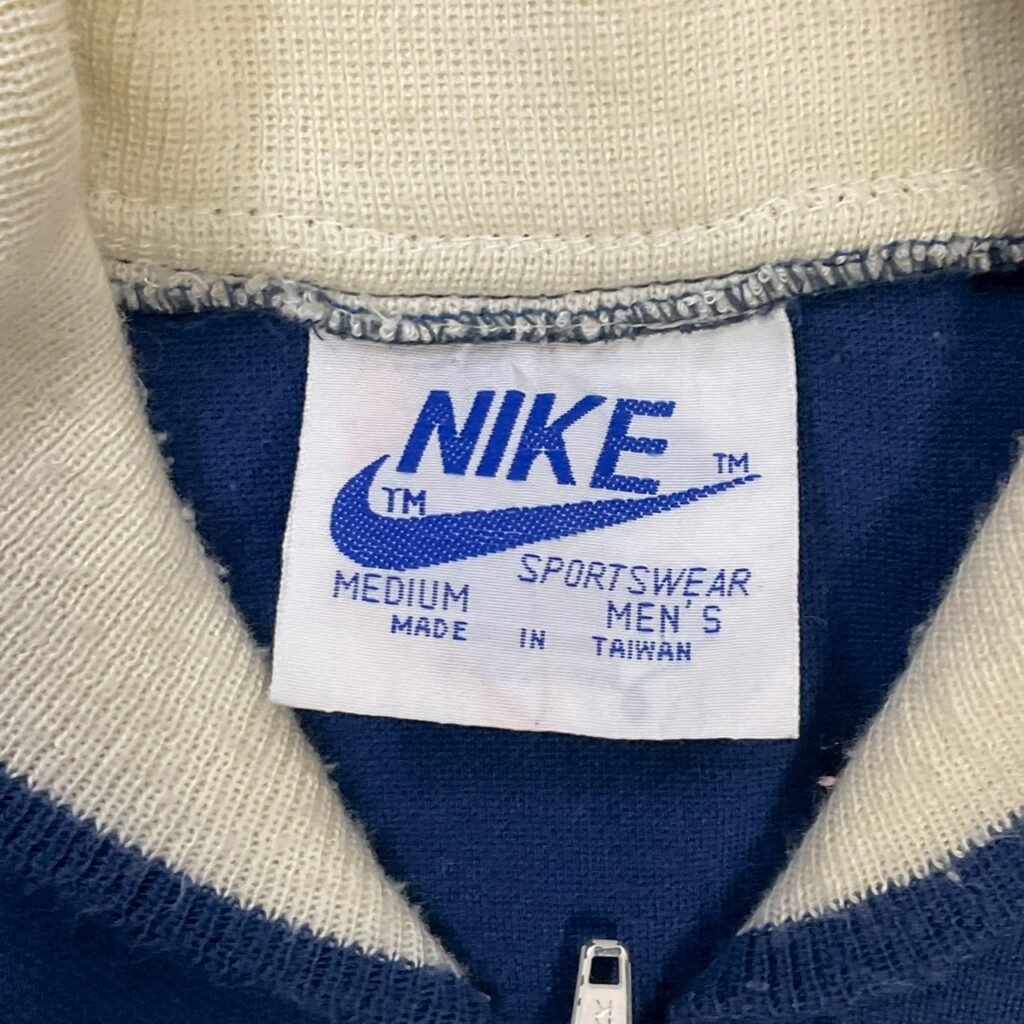 NIKE
TM
TM
SPORTSWEAR
MEDIUM
MEN'S
MADE IN TAIWAN